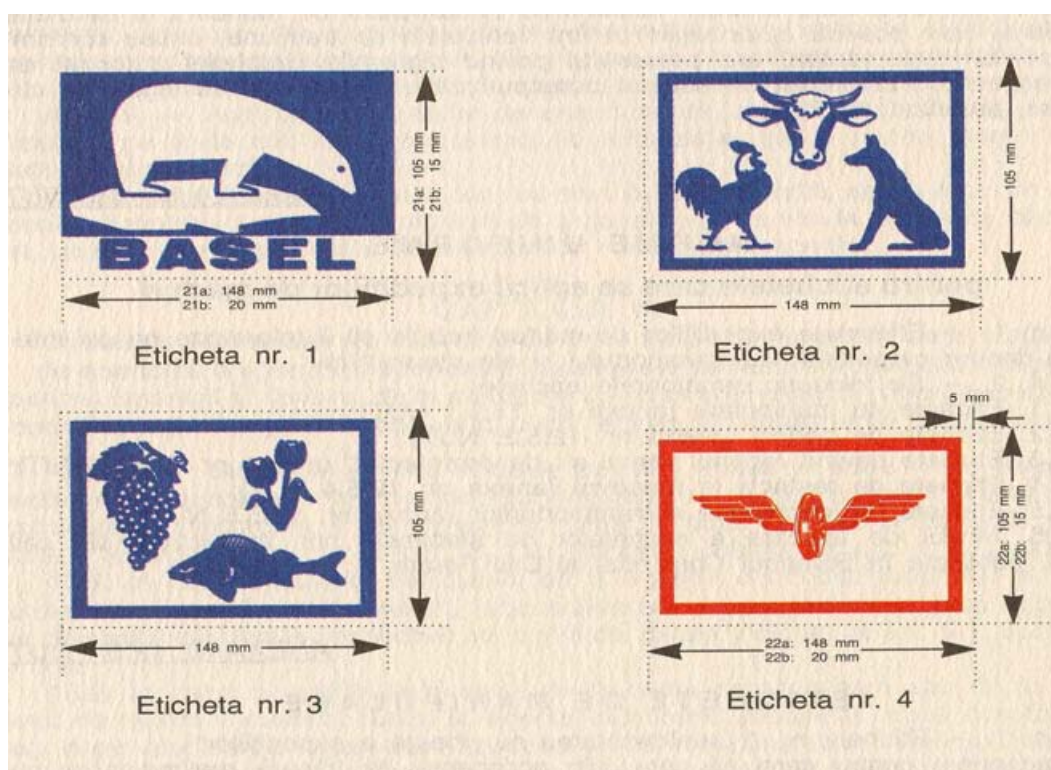 BASEL
21a: 105 mm
21b: 15 mm
21a: 148 mm
21b: 20 mm
Eticheta nr. 1
105 mm
148 mm
Eticheta nr. 2
105 mm
148 mm
Eticheta nr. 3
5 mm
22a: 105 mm
22b: 15 mm
22a: 148 mm
22b: 20 mm
Eticheta nr. 4